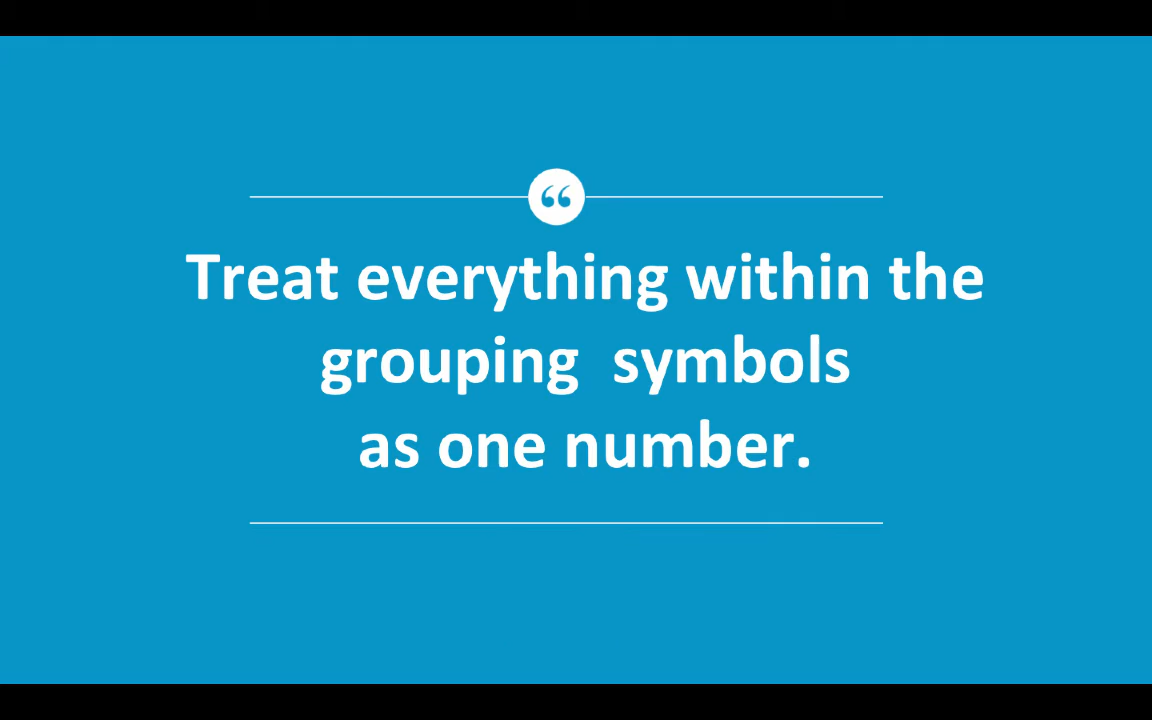 “
Treat everything within the
grouping  symbols
as one number.